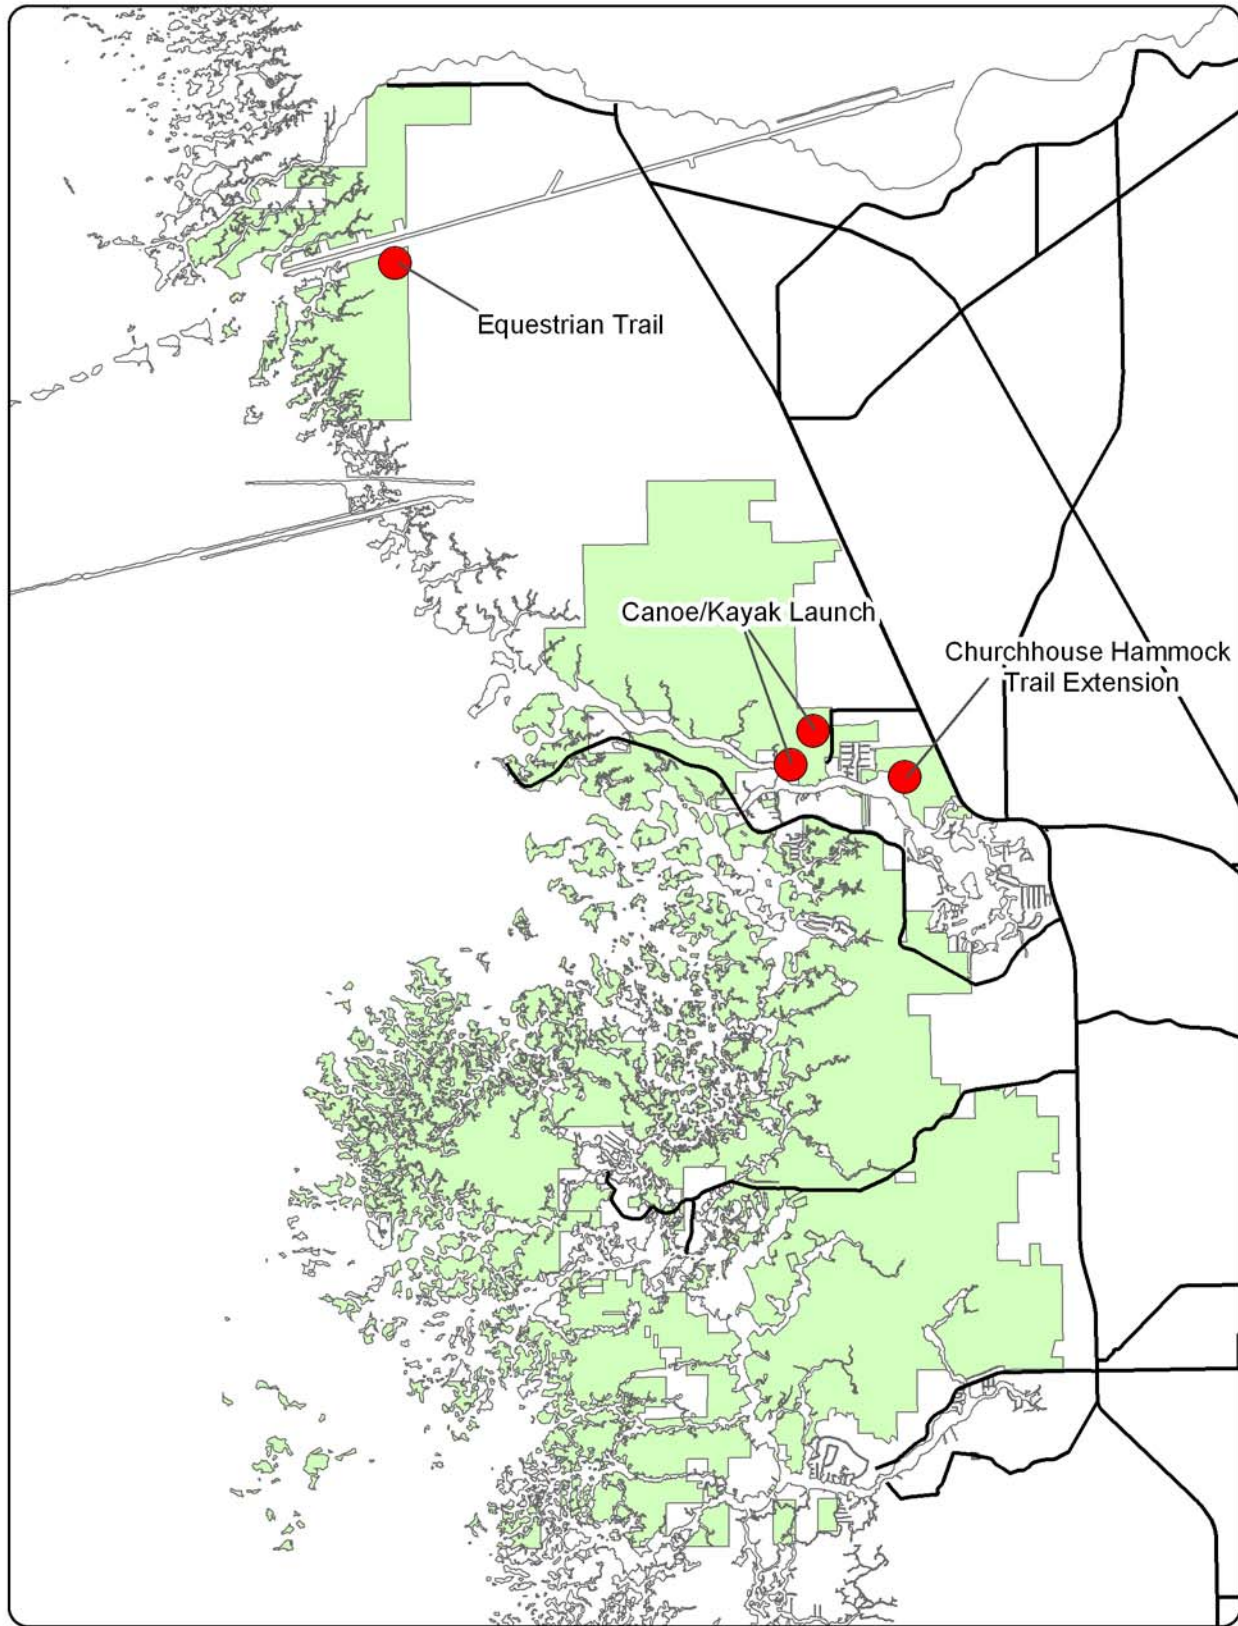 Equestrian Trail
Canoe/Kayak Launch
Churchhouse Hammock
Trail Extension